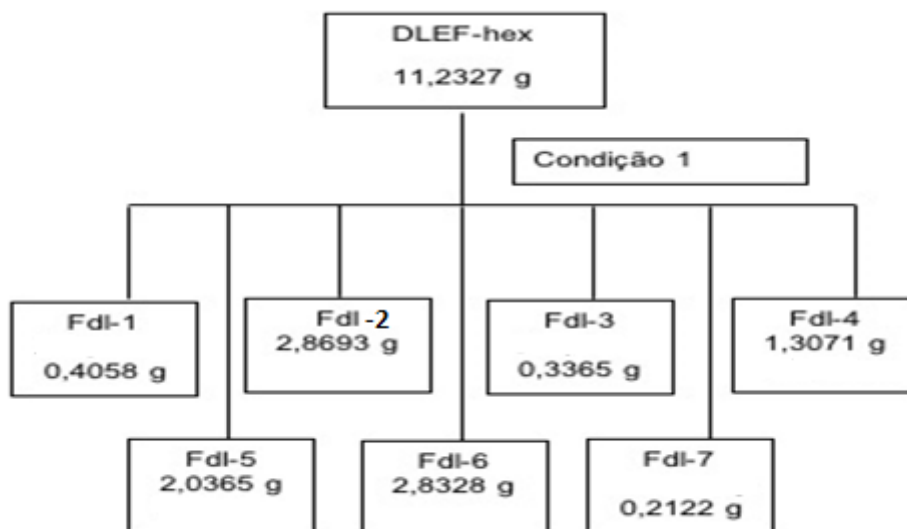 DLEF-hex
11,2327 g
Condição 1
Fdl-1
0,4058 g
Fdl -2
2,8693 g
Fdl-3
0,3365 g
Fdl-4
1,3071 g
Fdl-5
2,0365 g
Fdl-6
2,8328 g
Fdl-7
0,2122 g